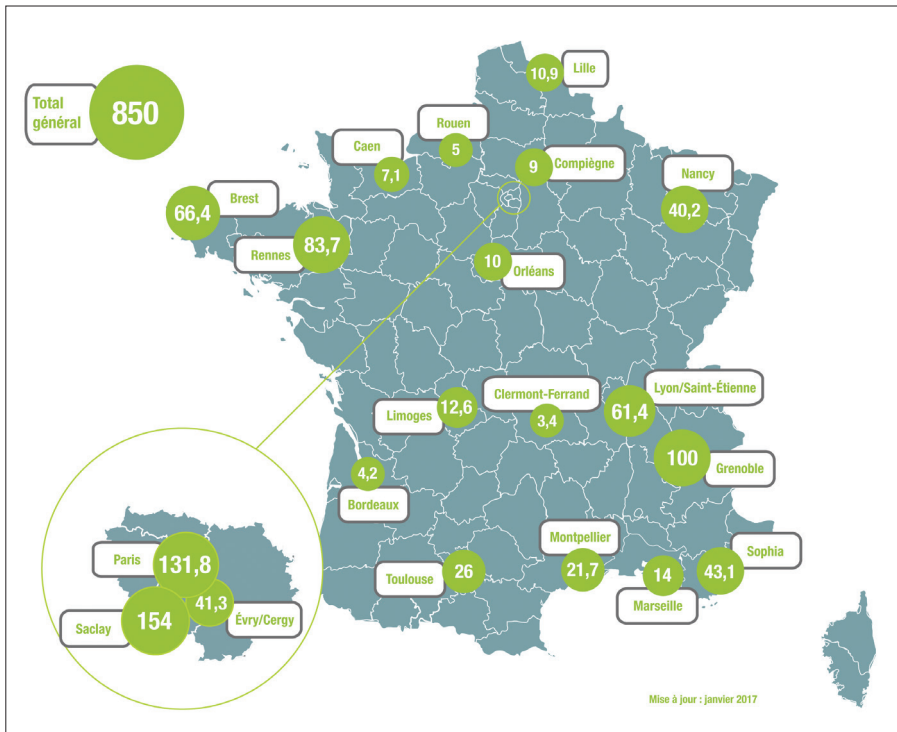 Total
général
850
Lille
10,9
Rouen
5
Caen
7,1
Compiègne
9
Nancy
40,2
Brest
66,4
Rennes
83,7
Orléans
10
Lyon/Saint-Étienne
61,4
Clermont-Ferrand
3,4
Limoges
12,6
Grenoble
100
Bordeaux
4,2
Montpellier
21,7
Sophia
43,1
Marseille
14
Toulouse
26
Paris
131,8
Évry/Cergy
41,3
Saclay
154
Mise à jour : janvier 2017